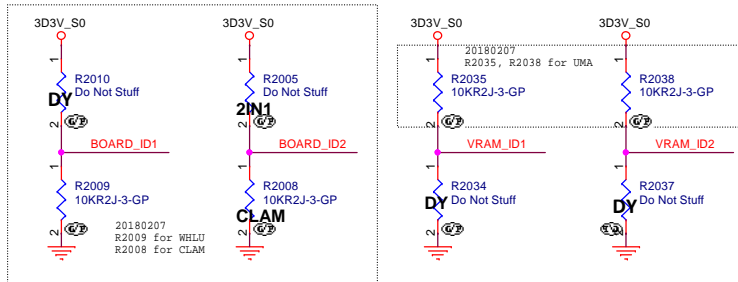 3D3V_S0
3D3V_S0
3D3V_S0
3D3V_S0
20180207
R2035, R2038 for UMA
1
R2010
Do Not Stuff
DY
2
1
R2005
Do Not Stuff
2IN1
2
1
R2035
10KR2J-3-GP
2
1
R2038
10KR2J-3-GP
2
BOARD_ID1
BOARD_ID2
VRAM_ID1
VRAM_ID2
1
R2009
10KR2J-3-GP
2
1
R2008
10KR2J-3-GP
CLAM
2
1
R2034
Do Not Stuff
DY
2
1
R2037
Do Not Stuff
DY
2
20180207
R2009 for WHLU
R2008 for CLAM